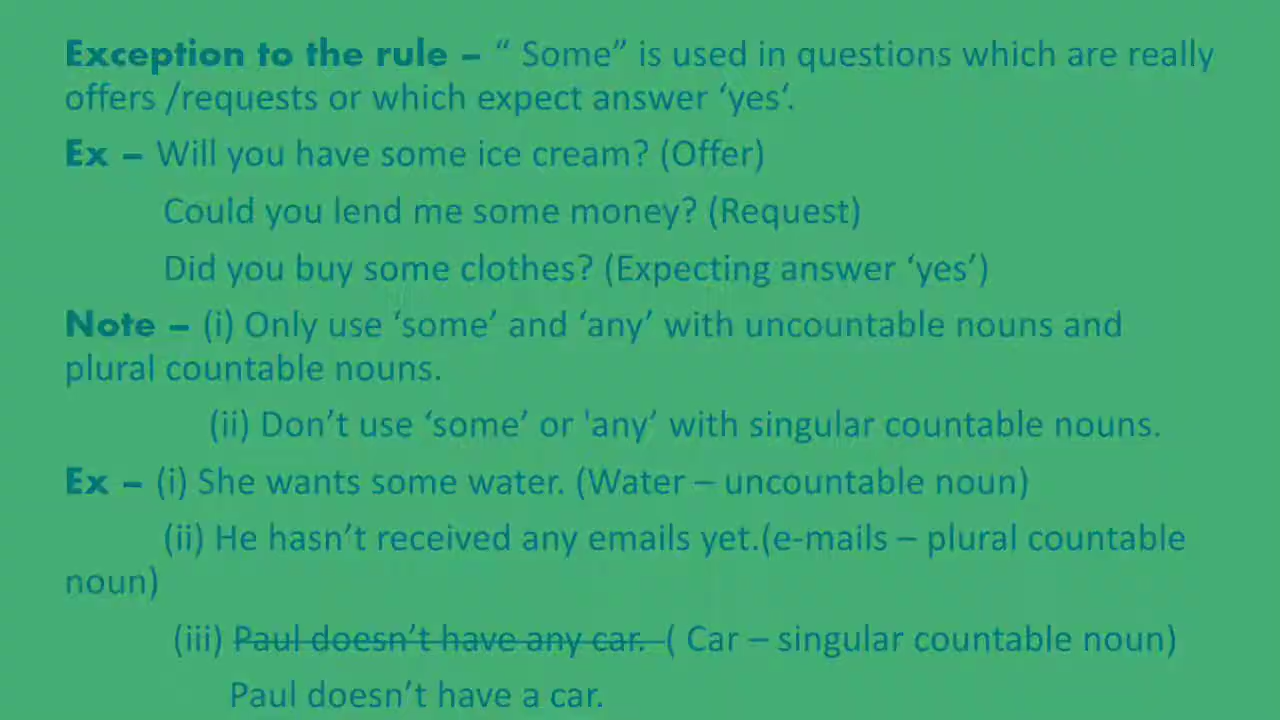 Exception to the rule – “ Some” is used in questions which are really
offers /requests or which expect answer ‘yes‘.
Ex – Will you have some ice cream? (Offer)
Could you lend me some money? (Request)
Did you buy some clothes? (Expecting answer ‘yes’)
Note – (i) Only use ‘some’ and ‘any’ with uncountable nouns and
plural countable nouns.
(ii) Don’t use ‘some’ or 'any’ with singular countable nouns.
Ex – (i) She wants some water. (Water – uncountable noun)
(ii) He hasn’t received any emails yet.(e-mails – plural countable
noun)
(iii) Paul doesn’t have any car. ( Car – singular countable noun)
Paul doesn’t have a car.